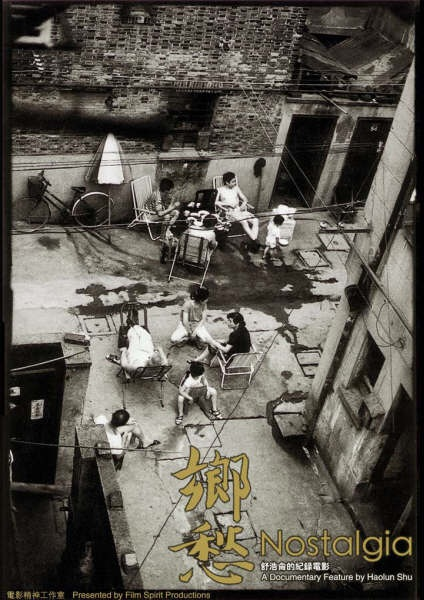 鄉愁
Nostalgia
舒浩侖的紀録電影
A Documentary Feature by Haolun Shu
電影精神工作室 Presented by Film Spirit Productions